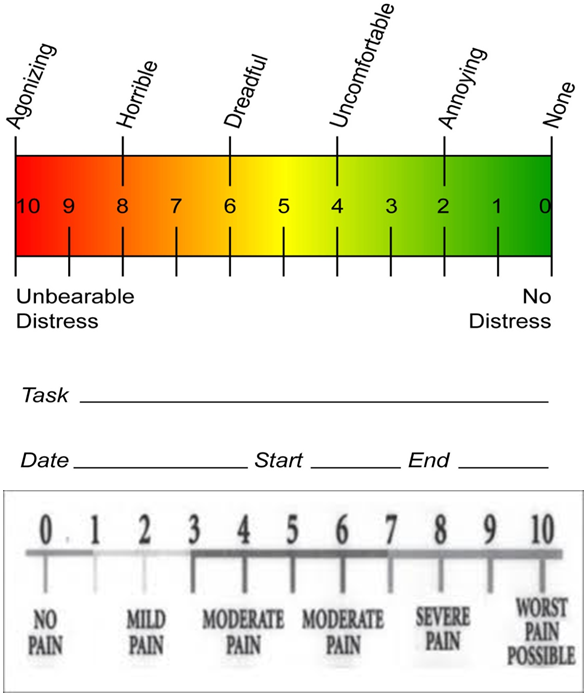 Agonizing Horrible Dreadful Uncomfortable Annoying None
10 9 8 7 6 5 4 3 2 1 0
Unbearable Distress
No Distress
Task
Date Start End
0 1 2 3 4 5 6 7 8 9 10
NO PAIN
MILD PAIN
MODERATE PAIN
MODERATE PAIN
SEVERE PAIN
WORST PAIN POSSIBLE